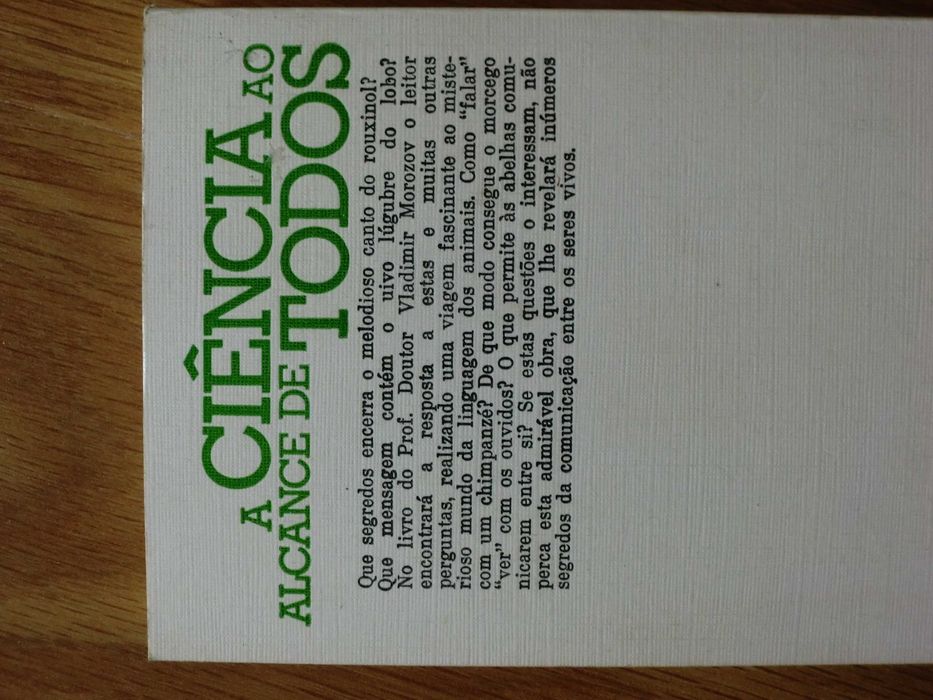 A CIÊNCIA AO
ALCANCE DE TODOS
Que segredos encerra o melodioso canto do rouxinol?
Que mensagem contém o uivo lúgubre do lobo?
No livro do Prof. Doutor Vladimir Morozov o leitor
encontrará a resposta a estas e muitas outras
perguntas, realizando uma viagem fascinante ao miste-
rioso mundo da linguagem dos animais. Como “falar”
com um chimpanzé? De que modo consegue o morcego
“ver” com os ouvidos? O que permite às abelhas comu-
nicarem entre si? Se estas questões o interessam, não
perca esta admirável obra, que lhe revelará inúmeros
segredos da comunicação entre os seres vivos.